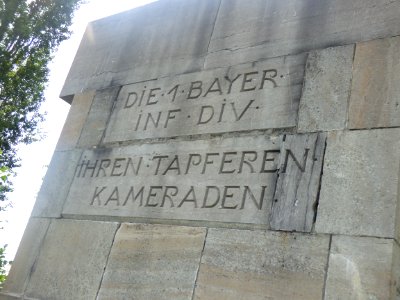 DIE · 1 · BAYER ·
INF · DIV ·
IHREN · TAPFEREN
KAMERADEN ·